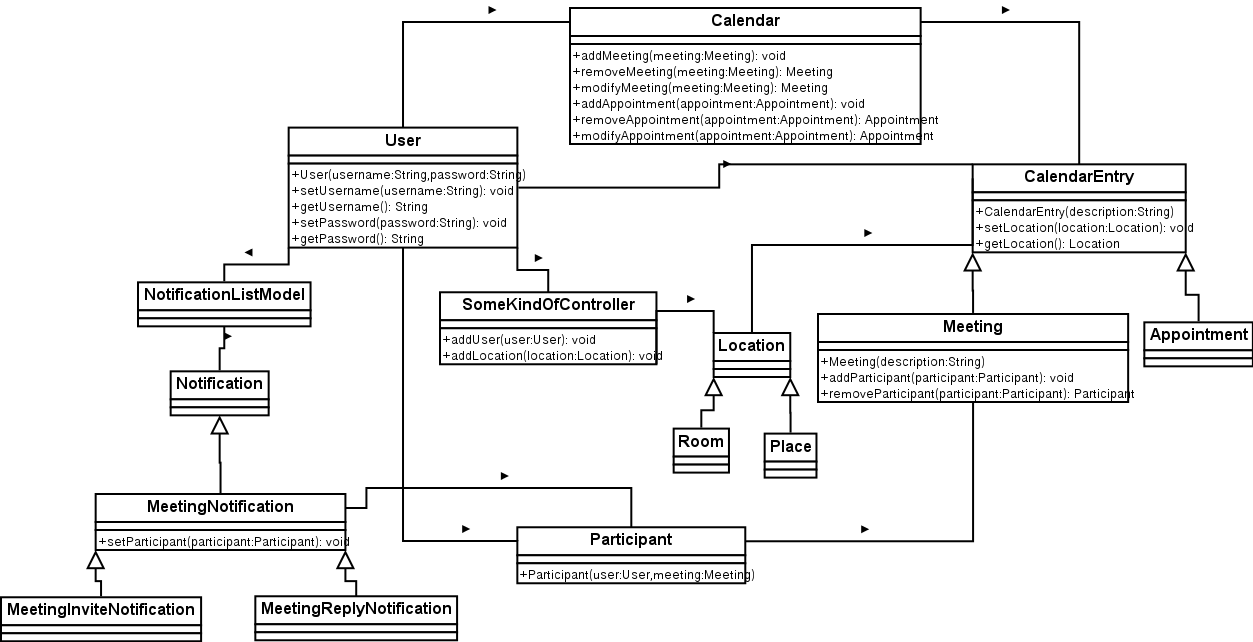 Calendar
+addMeeting(meeting:Meeting): void
+removeMeeting(meeting:Meeting): Meeting
+modifyMeeting(meeting:Meeting): Meeting
+addAppointment(appointment:Appointment): void
+removeAppointment(appointment:Appointment): Appointment
+modifyAppointment(appointment:Appointment): Appointment
User
+User(username:String,password:String)
+setUsername(username:String): void
+getUsername(): String
+setPassword(password:String): void
+getPassword(): String
CalendarEntry
+CalendarEntry(description:String)
+setLocation(location:Location): void
+getLocation(): Location
NotificationListModel
SomeKindOfController
+addUser(user:User): void
+addLocation(location:Location): void
Location
Meeting
+Meeting(description:String)
+addParticipant(participant:Participant): void
+removeParticipant(participant:Participant): Participant
Appointment
Notification
Room
Place
MeetingNotification
+setParticipant(participant:Participant): void
Participant
+Participant(user:User,meeting:Meeting)
MeetingInviteNotification
MeetingReplyNotification